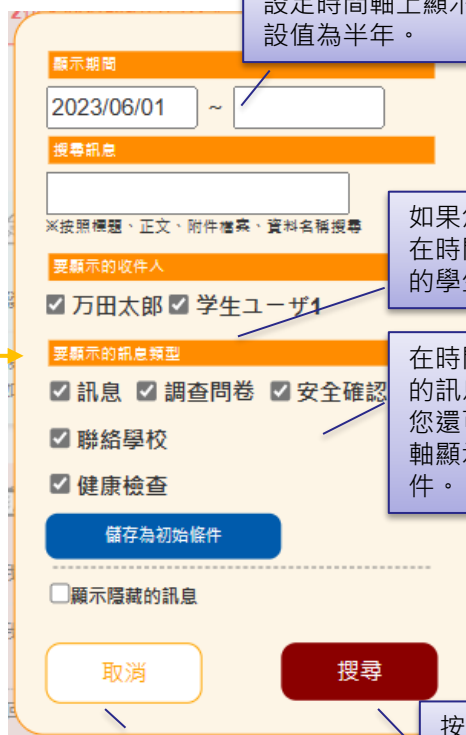 設定時間軸上顯示
設值為半年。
顯示期間
2023/06/01 ~
搜尋訊息
※按照標題、正文、附件檔案、資料名稱搜尋
如果
在時
的學
要顯示的收件人
万田太郎 学生ユーザ1
要顯示的訊息類型
在時
的訊
您還
軸顯
件。
訊息 調查問卷 安全確認
聯絡學校
健康檢查
儲存為初始條件
顯示隱藏的訊息
取消 搜尋
按